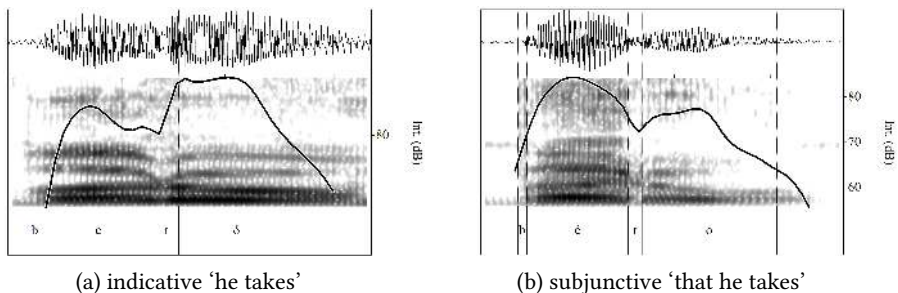 80
Int. (dB)
b e r
80
70
60
Int. (dB)
b é r o
(a) indicative ‘he takes’
(b) subjunctive ‘that he takes’